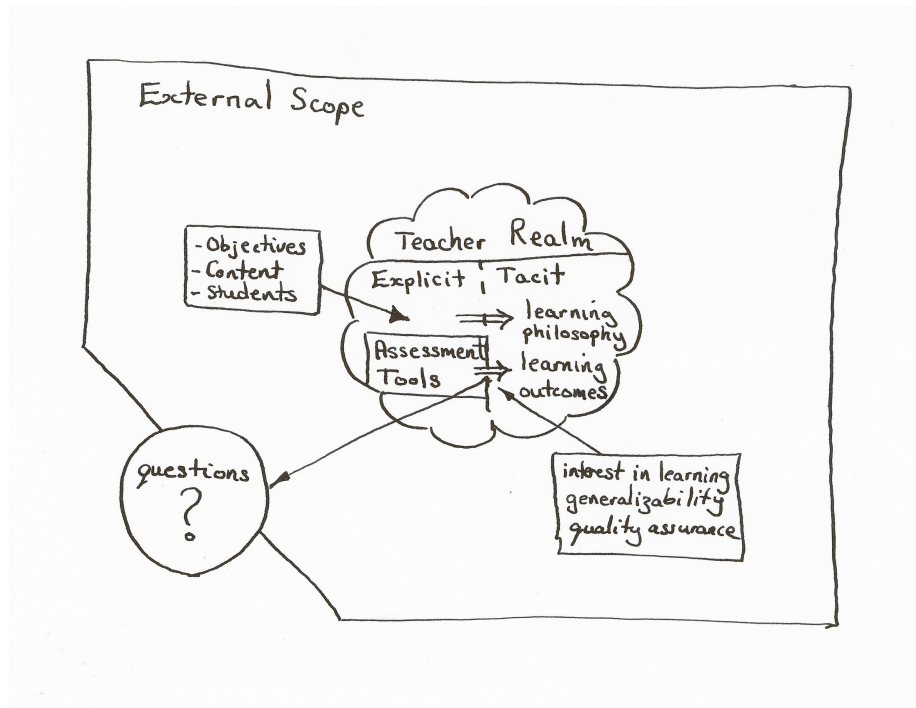 External Scope
Teacher Realm
- Objectives
- Content
- Students
Explicit Tacit
learning
philosophy
Assessment
Tools
learning
outcomes
questions
?
interest in learning
generalizability
quality assurance